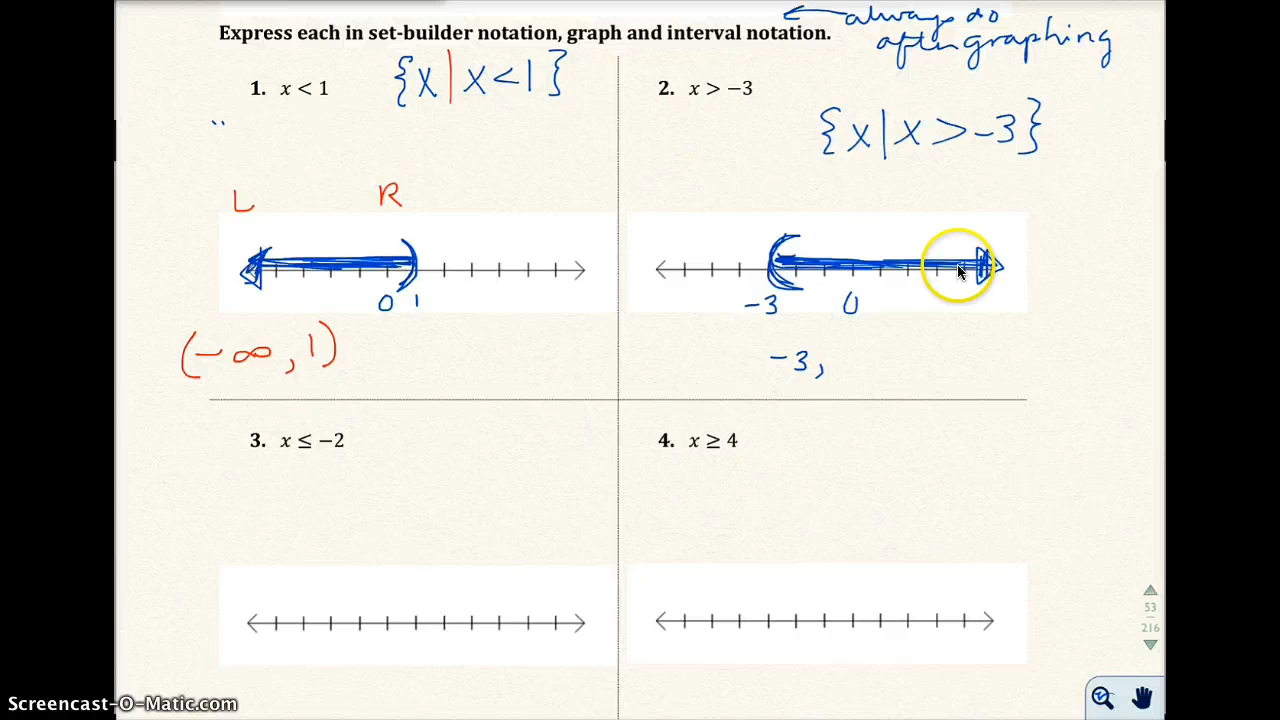 always do
after graphing
Express each in set-builder notation, graph and interval notation.
1. x < 1
{x|x<1}
2. x > −3
{x|x>-3}
"
L R
0 1
-3 0
(-∞,1)
-3,
3. x ≤ −2
4. x ≥ 4
53
216
Screencast-O-Matic.com